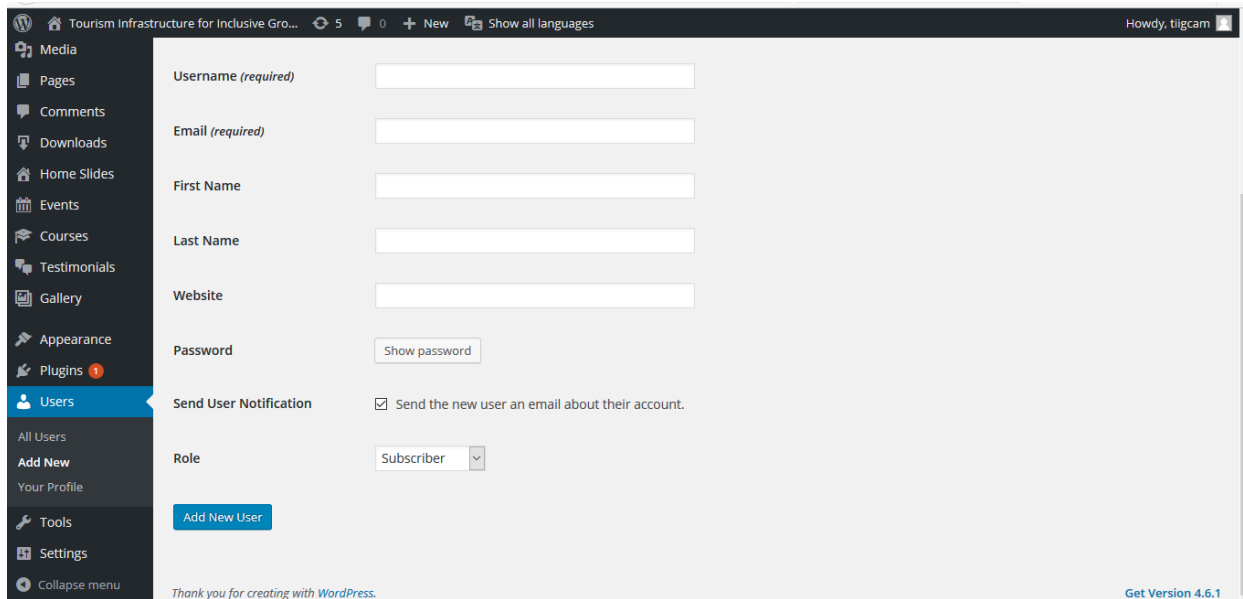 Tourism Infrastructure for Inclusive Gro... 5 0 + New Show all languages Howdy, tiigcam
Media
Pages
Comments
Downloads
Home Slides
Events
Courses
Testimonials
Gallery
Appearance
Plugins 1
Users
All Users
Add New
Your Profile
Tools
Settings
Collapse menu
Username (required)
Email (required)
First Name
Last Name
Website
Password Show password
Send User Notification Send the new user an email about their account.
Role Subscriber
Add New User
Thank you for creating with WordPress. Get Version 4.6.1